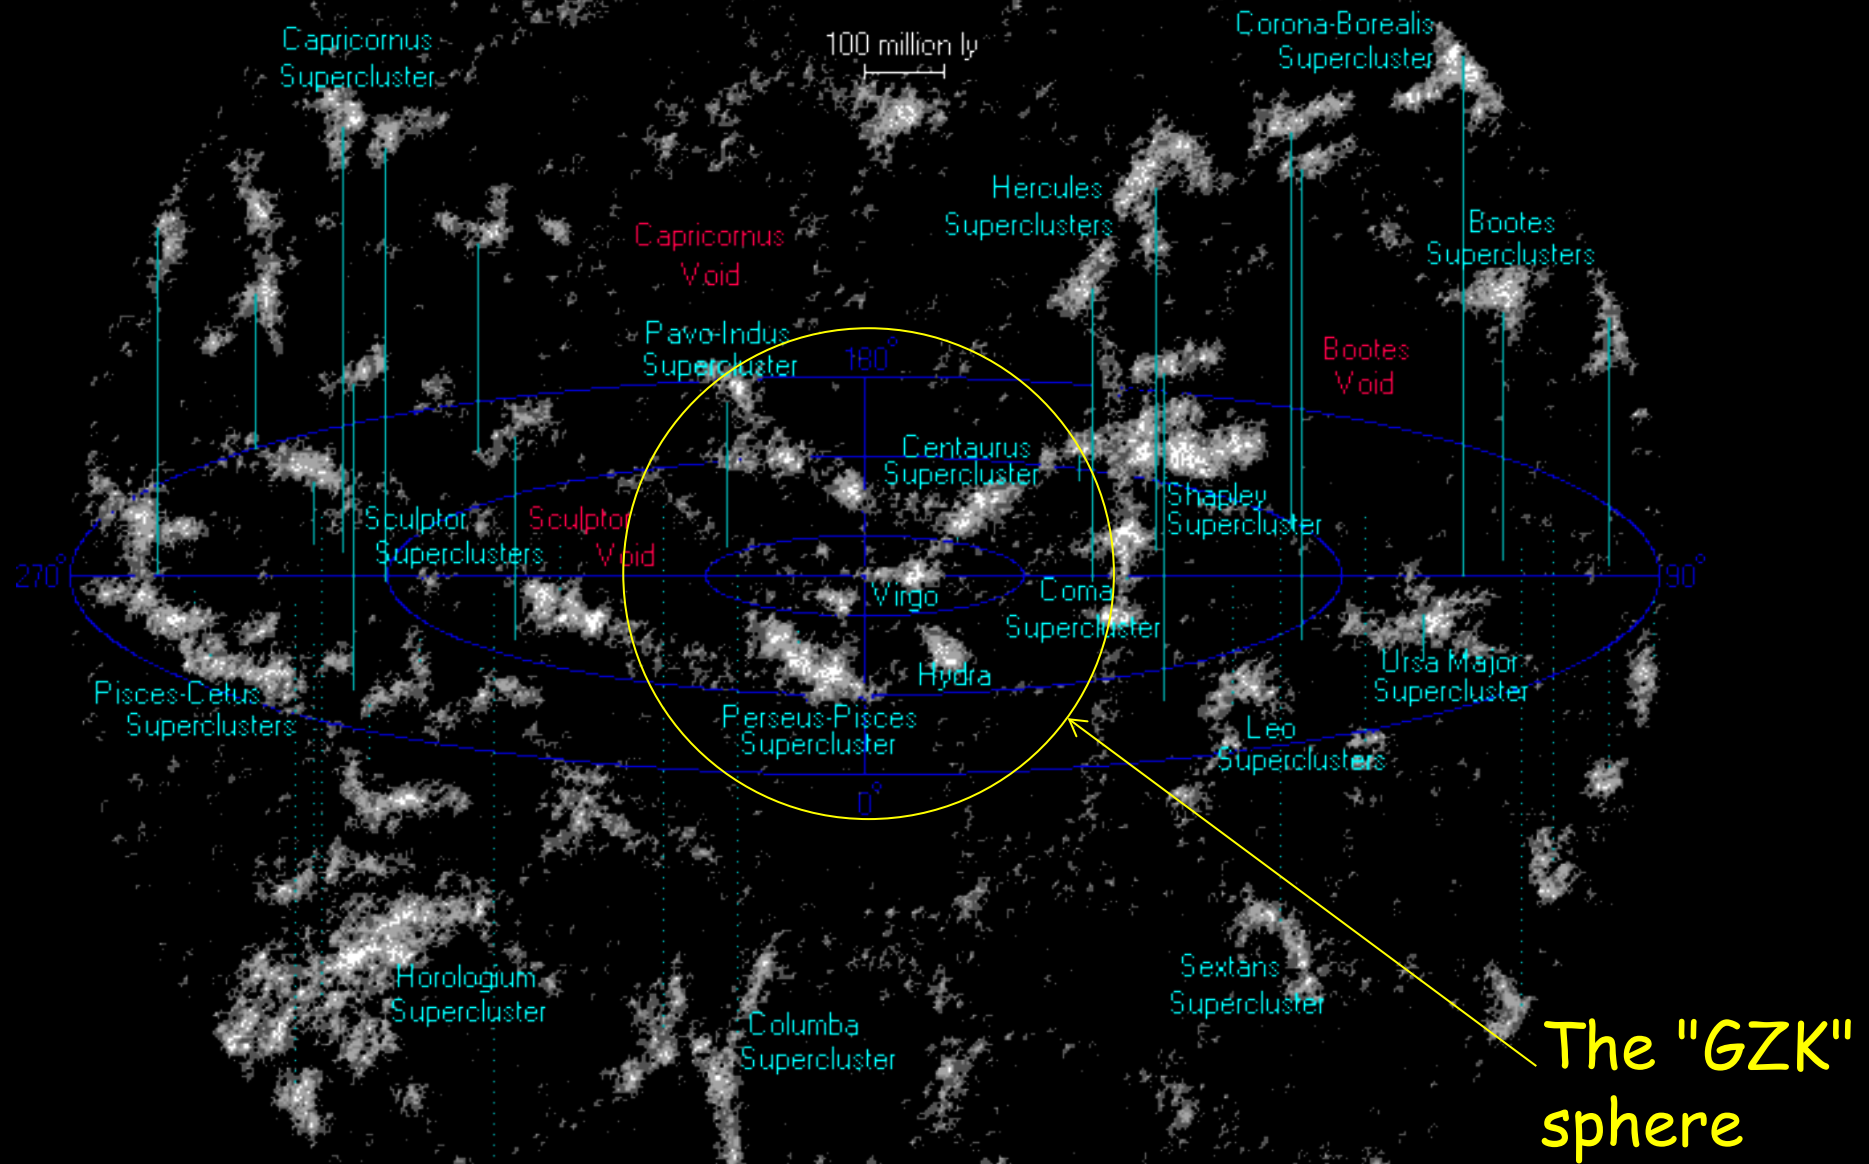 Capricornus
Supercluster
100 million ly
Corona-Borealis
Supercluster
Hercules
Superclusters
Capricornus
Void
Bootes
Superclusters
Pavo-Indus
Supercluster
180°
Bootes
Void
Centaurus
Supercluster
Shapley
Supercluster
Sculptor
Superclusters
Sculptor
Void
270°
90°
Virgo
Coma
Supercluster
Hydra
Ursa Major
Supercluster
Pisces-Cetus
Superclusters
Perseus-Pisces
Supercluster
Leo
Superclusters
0°
Horologium
Supercluster
Sextans
Supercluster
Columba
Supercluster
The "GZK"
sphere